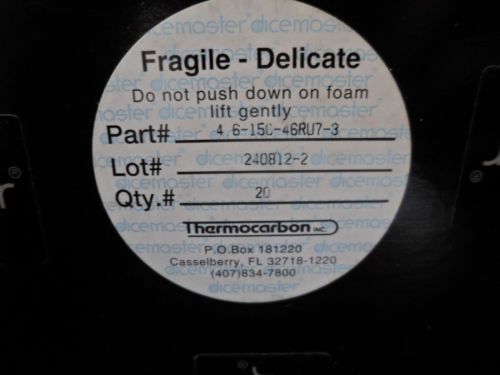 Fragile - Delicate
Do not push down on foam
lift gently
Part# 4.6-15C-46RU7-3
Lot# 240812-2
Qty.# 20
Thermocarbon INC.
P.O.Box 181220
Casselberry, FL 32718-1220
(407)834-7800
dicemaster